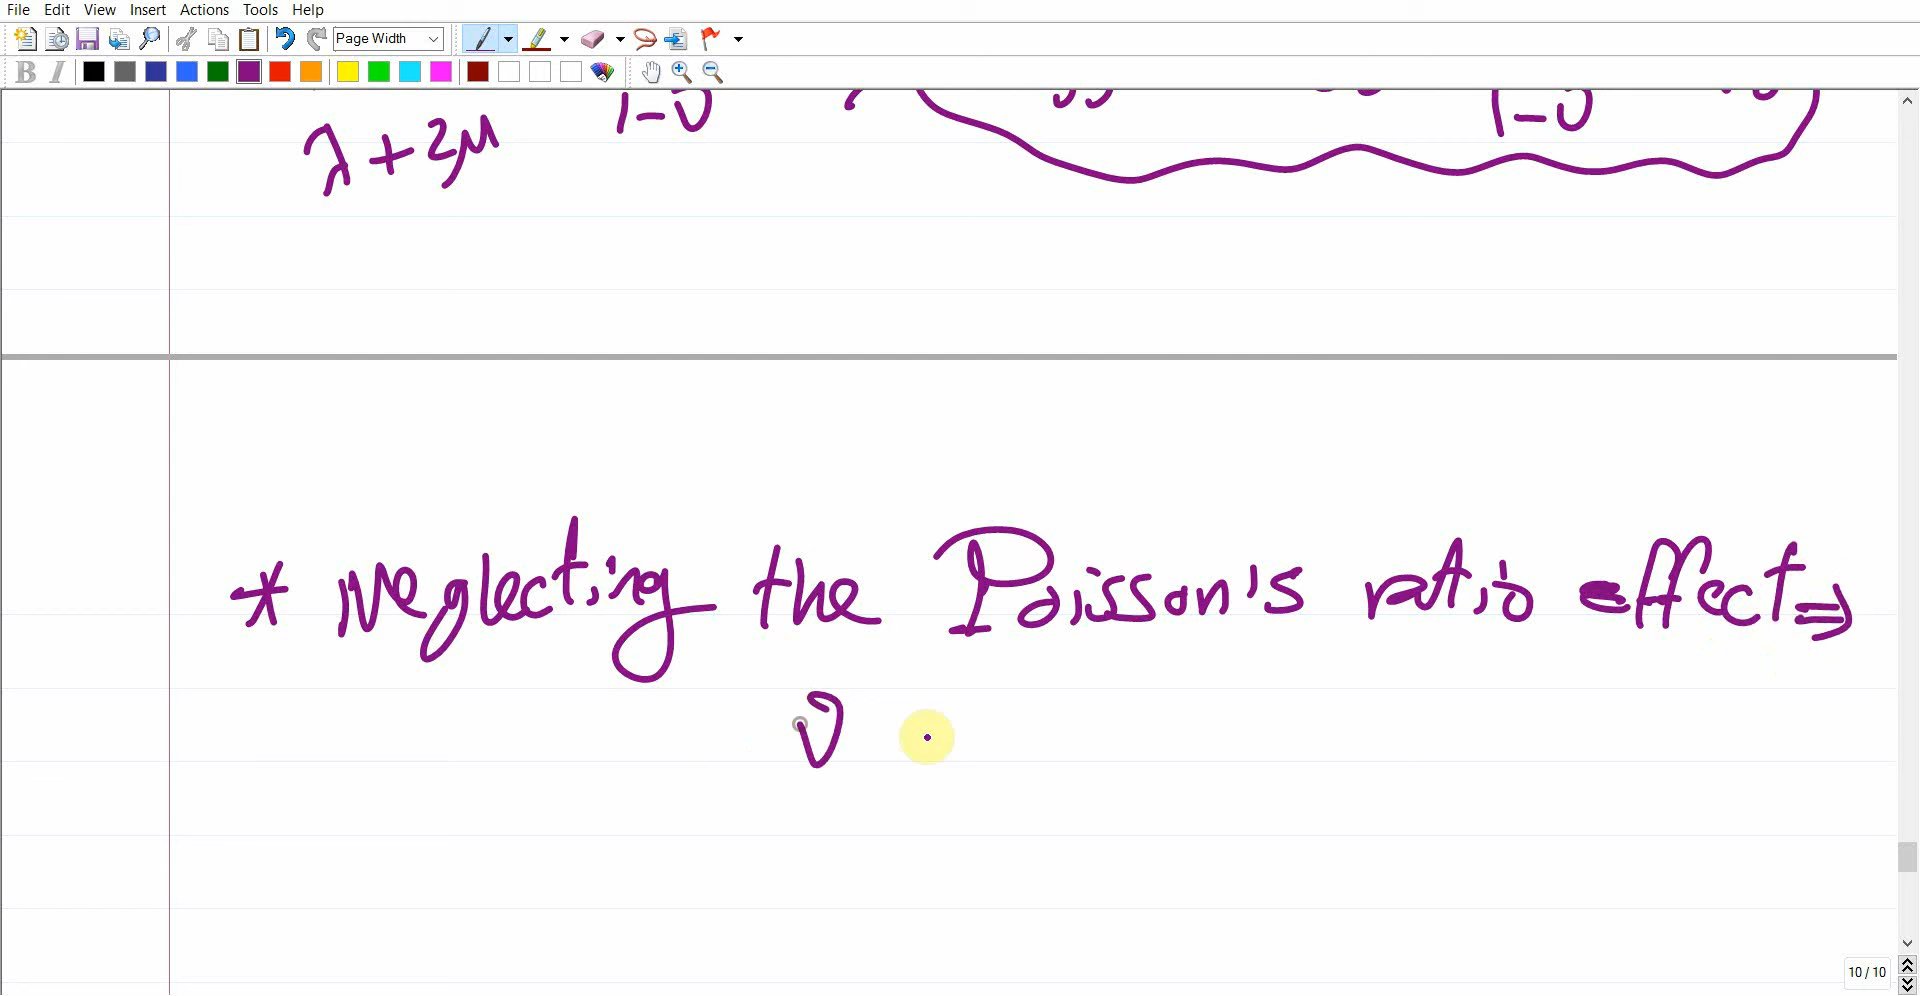 File Edit View Insert Actions Tools Help
Page Width
B I
λ+2μ 1-ν 1-ν
* Neglecting the Poisson's ratio effect ⇒
ν
10 / 10